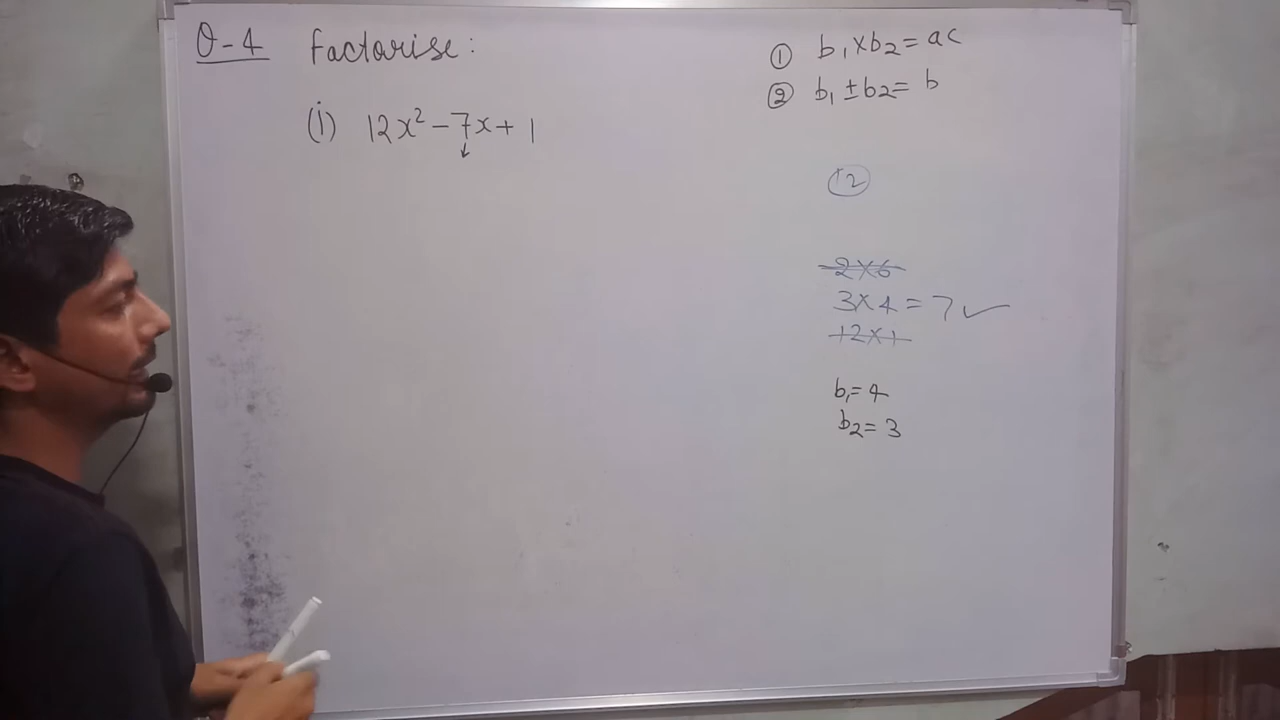 Q-4 Factorise:
(i) 12x² - 7x + 1
① b₁×b₂ = ac
② b₁ ± b₂ = b
12
2×6
3×4 = 7 ✓
12×1
b₁= 4
b₂= 3